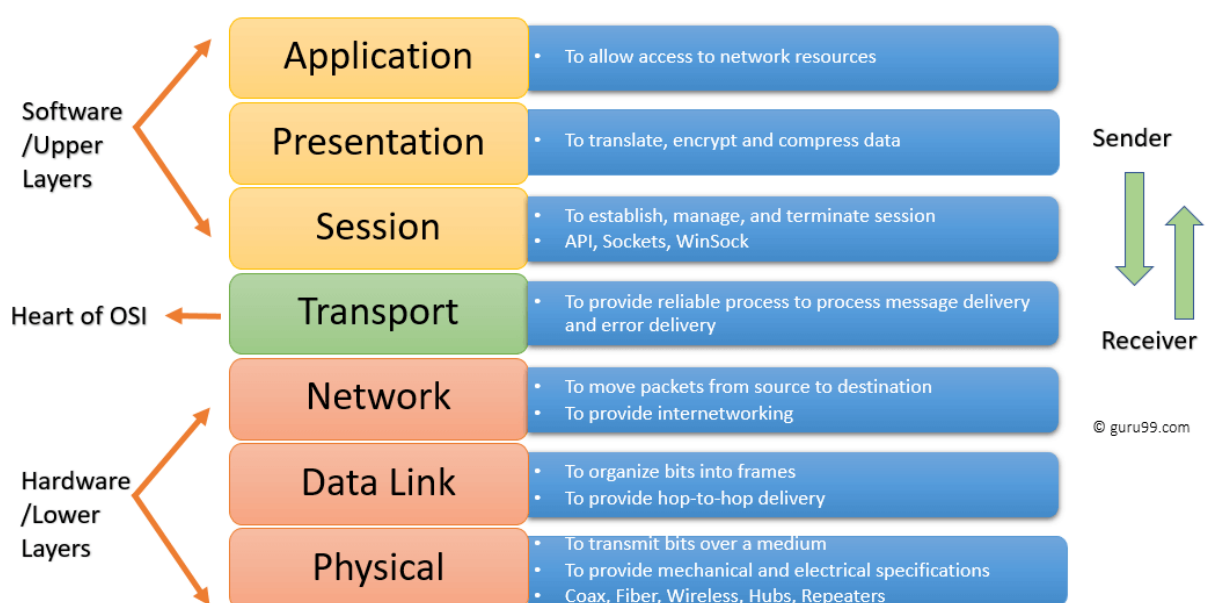 Application
• To allow access to network resources
Software
/Upper
Layers
Presentation
• To translate, encrypt and compress data
Sender
Session
• To establish, manage, and terminate session
• API, Sockets, WinSock
Heart of OSI
Transport
• To provide reliable process to process message delivery
and error delivery
Receiver
Network
• To move packets from source to destination
• To provide internetworking
© guru99.com
Hardware
/Lower
Layers
Data Link
• To organize bits into frames
• To provide hop-to-hop delivery
Physical
• To transmit bits over a medium
• To provide mechanical and electrical specifications
• Coax, Fiber, Wireless, Hubs, Repeaters